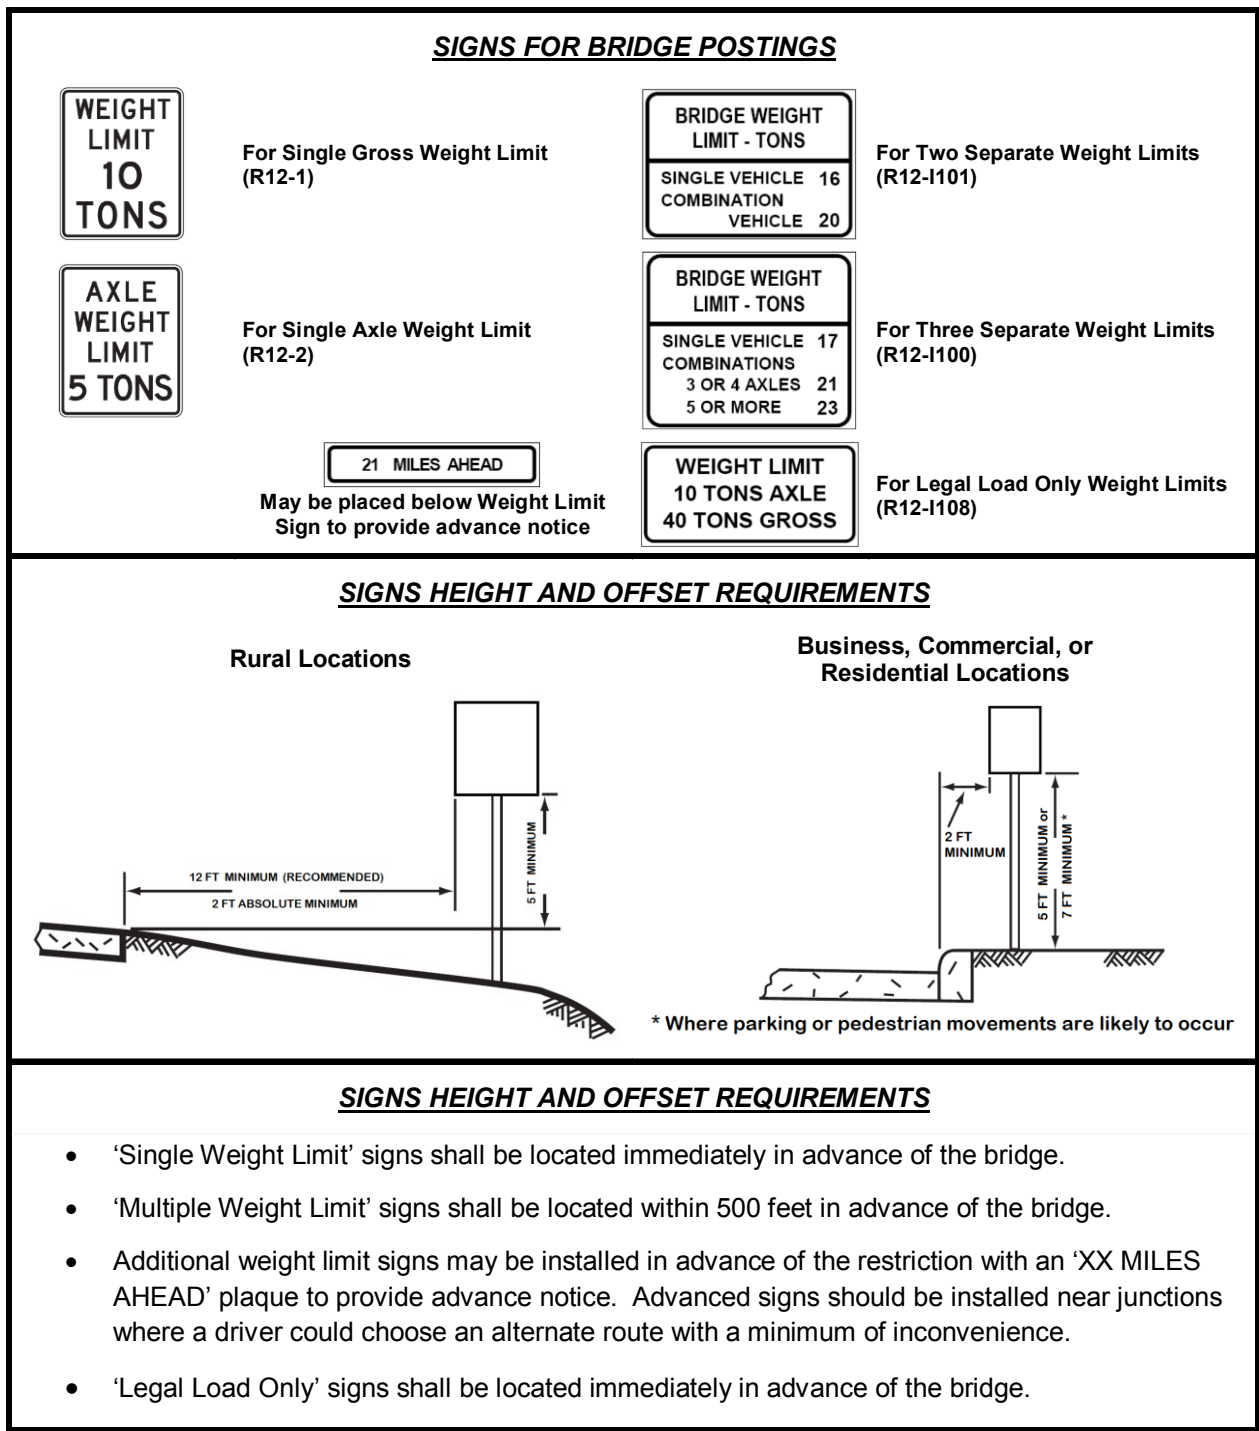 SIGNS FOR BRIDGE POSTINGS
WEIGHT
LIMIT
10
TONS
For Single Gross Weight Limit
(R12-1)
BRIDGE WEIGHT
LIMIT - TONS
SINGLE VEHICLE 16
COMBINATION
VEHICLE 20
For Two Separate Weight Limits
(R12-I101)
AXLE
WEIGHT
LIMIT
5 TONS
For Single Axle Weight Limit
(R12-2)
BRIDGE WEIGHT
LIMIT - TONS
SINGLE VEHICLE 17
COMBINATIONS
3 OR 4 AXLES 21
5 OR MORE 23
For Three Separate Weight Limits
(R12-I100)
21 MILES AHEAD
May be placed below Weight Limit
Sign to provide advance notice
WEIGHT LIMIT
10 TONS AXLE
40 TONS GROSS
For Legal Load Only Weight Limits
(R12-I108)
SIGNS HEIGHT AND OFFSET REQUIREMENTS
Rural Locations
12 FT MINIMUM (RECOMMENDED)
2 FT ABSOLUTE MINIMUM
5 FT MINIMUM
Business, Commercial, or
Residential Locations
2 FT
MINIMUM
5 FT MINIMUM or
7 FT MINIMUM *
* Where parking or pedestrian movements are likely to occur
SIGNS HEIGHT AND OFFSET REQUIREMENTS
• ‘Single Weight Limit’ signs shall be located immediately in advance of the bridge.
• ‘Multiple Weight Limit’ signs shall be located within 500 feet in advance of the bridge.
• Additional weight limit signs may be installed in advance of the restriction with an ‘XX MILES
AHEAD’ plaque to provide advance notice. Advanced signs should be installed near junctions
where a driver could choose an alternate route with a minimum of inconvenience.
• ‘Legal Load Only’ signs shall be located immediately in advance of the bridge.